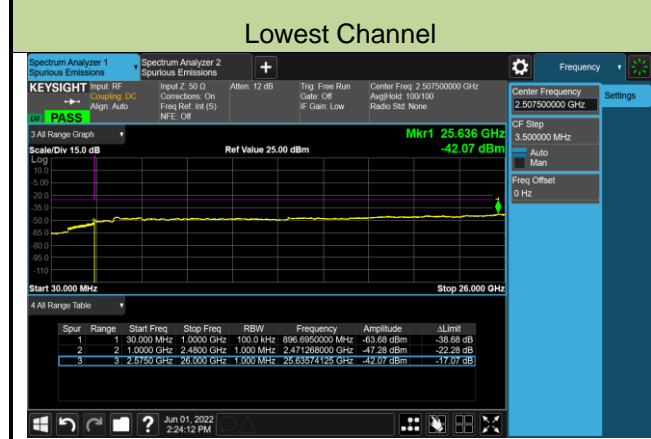 Lowest Channel
Spectrum Analyzer 1
Spurious Emissions
Spectrum Analyzer 2
Spurious Emissions
Frequency
KEYSIGHT
Input: RF
Coupling: DC
Align: Auto
Input Z: 50 Ω
Corrections: On
Freq Ref: Int (S)
NFE: Off
Atten: 12 dB
Trig: Free Run
Gate: Off
IF Gain: Low
Center Freq: 2.507500000 GHz
Avg|Hold: 100/100
Radio Std: None
PASS
Center Frequency
2.507500000 GHz
Settings
CF Step
3.500000 MHz
Auto
Man
Freq Offset
0 Hz
3 All Range Graph
Mkr1 25.636 GHz
Scale/Div 15.0 dB
Ref Value 25.00 dBm
-42.07 dBm
Log
10.0
-5.00
-20.0
-35.0
-50.0
-65.0
-80.0
-95.0
-110
Start 30.000 MHz
Stop 26.000 GHz
4 All Range Table
Spur Range Start Freq Stop Freq RBW Frequency Amplitude ΔLimit
1 1 30.000 MHz 1.0000 GHz 100.0 kHz 896.6950000 MHz -63.68 dBm -38.68 dB
2 2 1.0000 GHz 2.4800 GHz 1.000 MHz 2.471268000 GHz -47.28 dBm -22.28 dB
3 3 2.5750 GHz 26.000 GHz 1.000 MHz 25.63574125 GHz -42.07 dBm -17.07 dB
Jun 01, 2022
2:24:12 PM